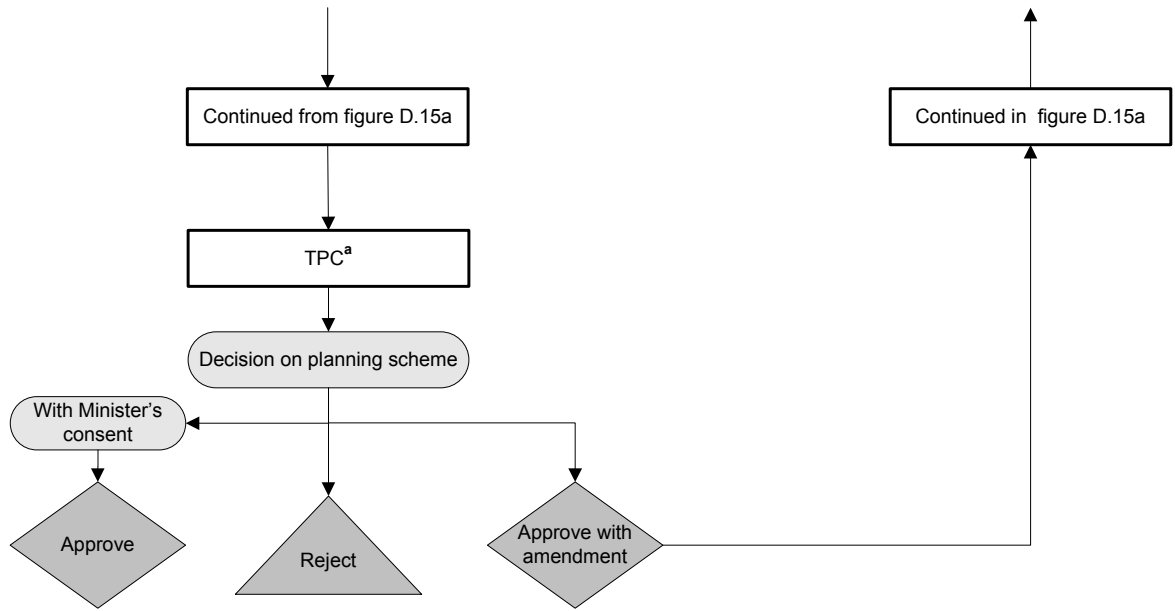 Continued from figure D.15a
Continued in figure D.15a
TPCa
Decision on planning scheme
With Minister's
consent
Approve
Reject
Approve with
amendment